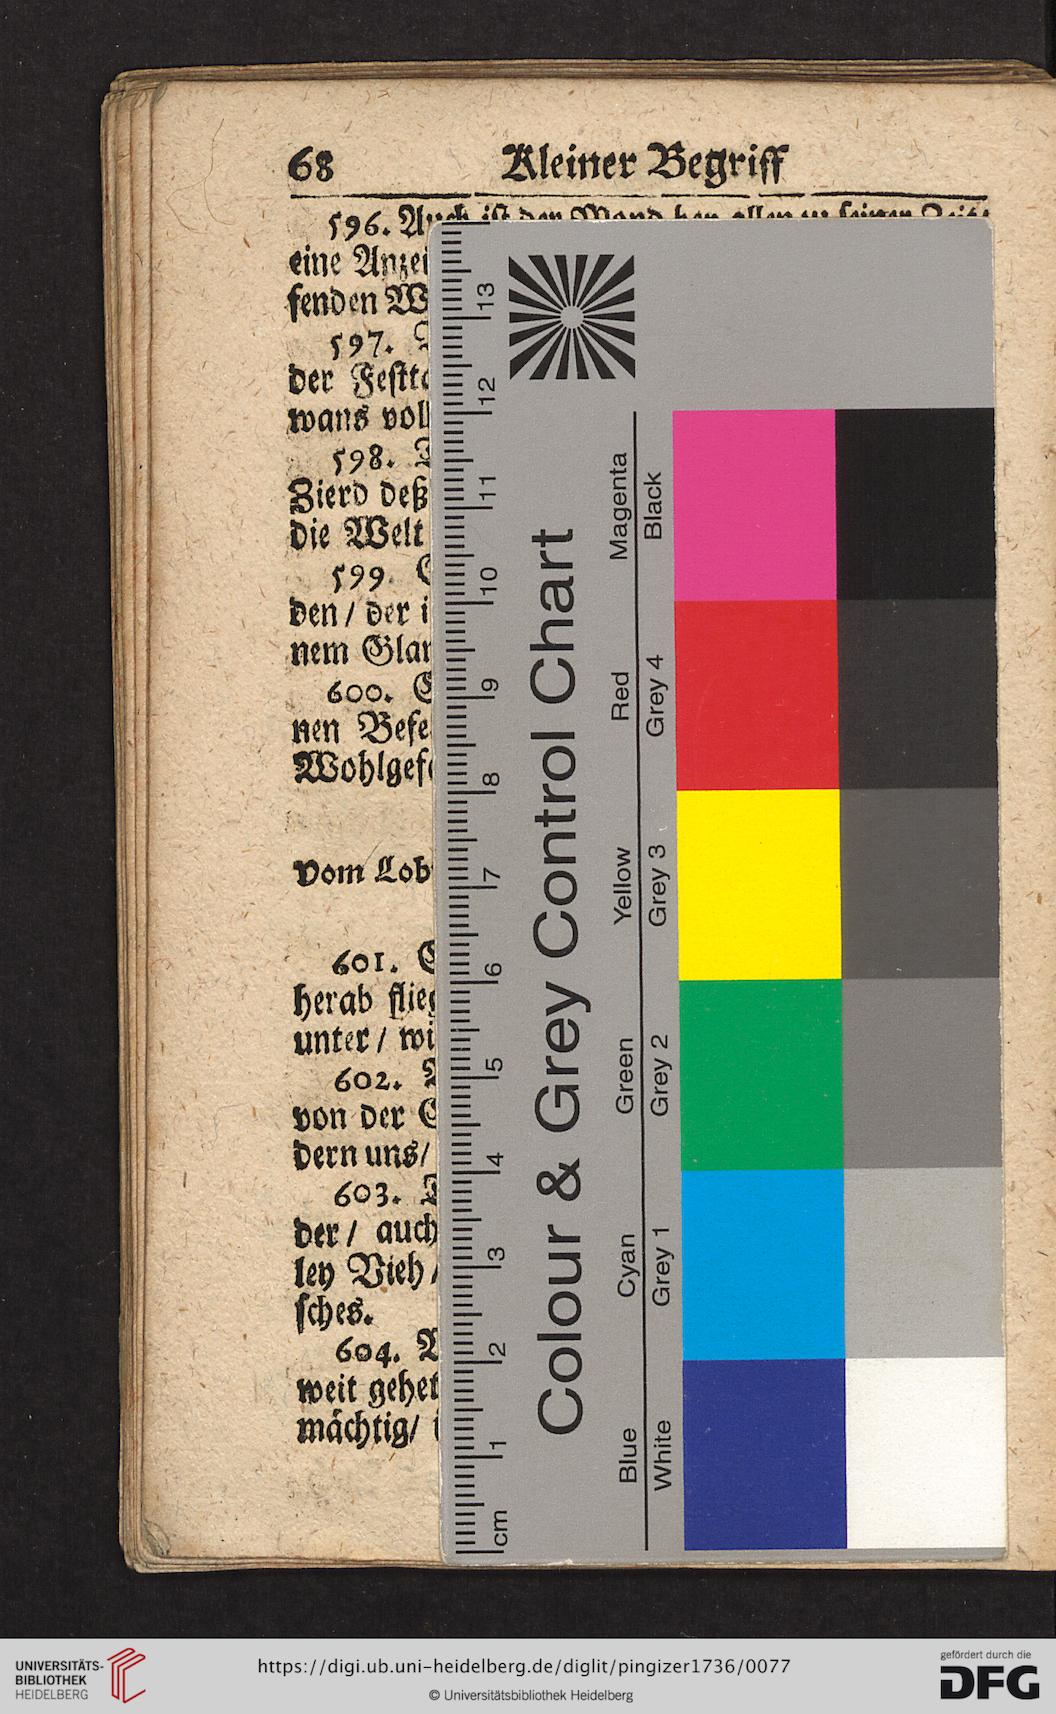 68 Kleiner Begriff
596. Auch ist der Mond bey allen zu seiner Zeit
eine Anzei
senden W
597.
der Festta
wans voll
598.
Zierd deß
die Welt
599.
den / der i
nem Glan
600.
nen Befe
Wohlgef
Vom Lob
601.
herab flieg
unter / wi
602.
von der
dern uns /
603.
der / auch
ley Vieh /
sches.
604.
weit gehet
mächtig /
13
12
11
10
9
8
7
6
5
4
3
2
1
cm
Colour & Grey Control Chart
Blue Cyan Green Yellow Red Magenta
White Grey 1 Grey 2 Grey 3 Grey 4 Black
UNIVERSITÄTS-
BIBLIOTHEK
HEIDELBERG
https://digi.ub.uni-heidelberg.de/diglit/pingizer1736/0077
© Universitätsbibliothek Heidelberg
gefördert durch die
DFG